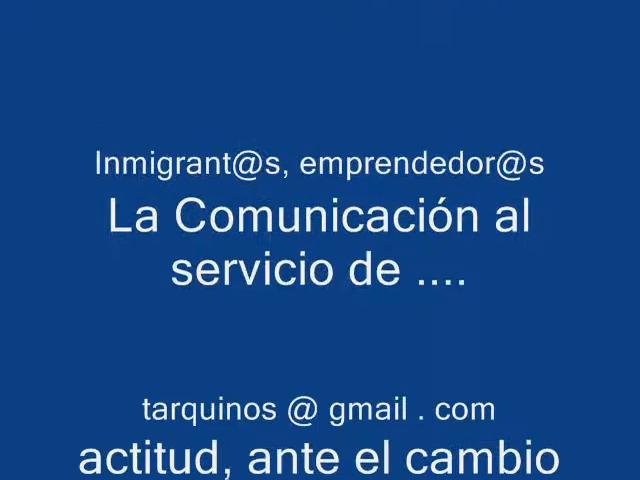 Inmigrant@s, emprendedor@s
La Comunicación al
servicio de ....
tarquinos @ gmail . com
actitud, ante el cambio